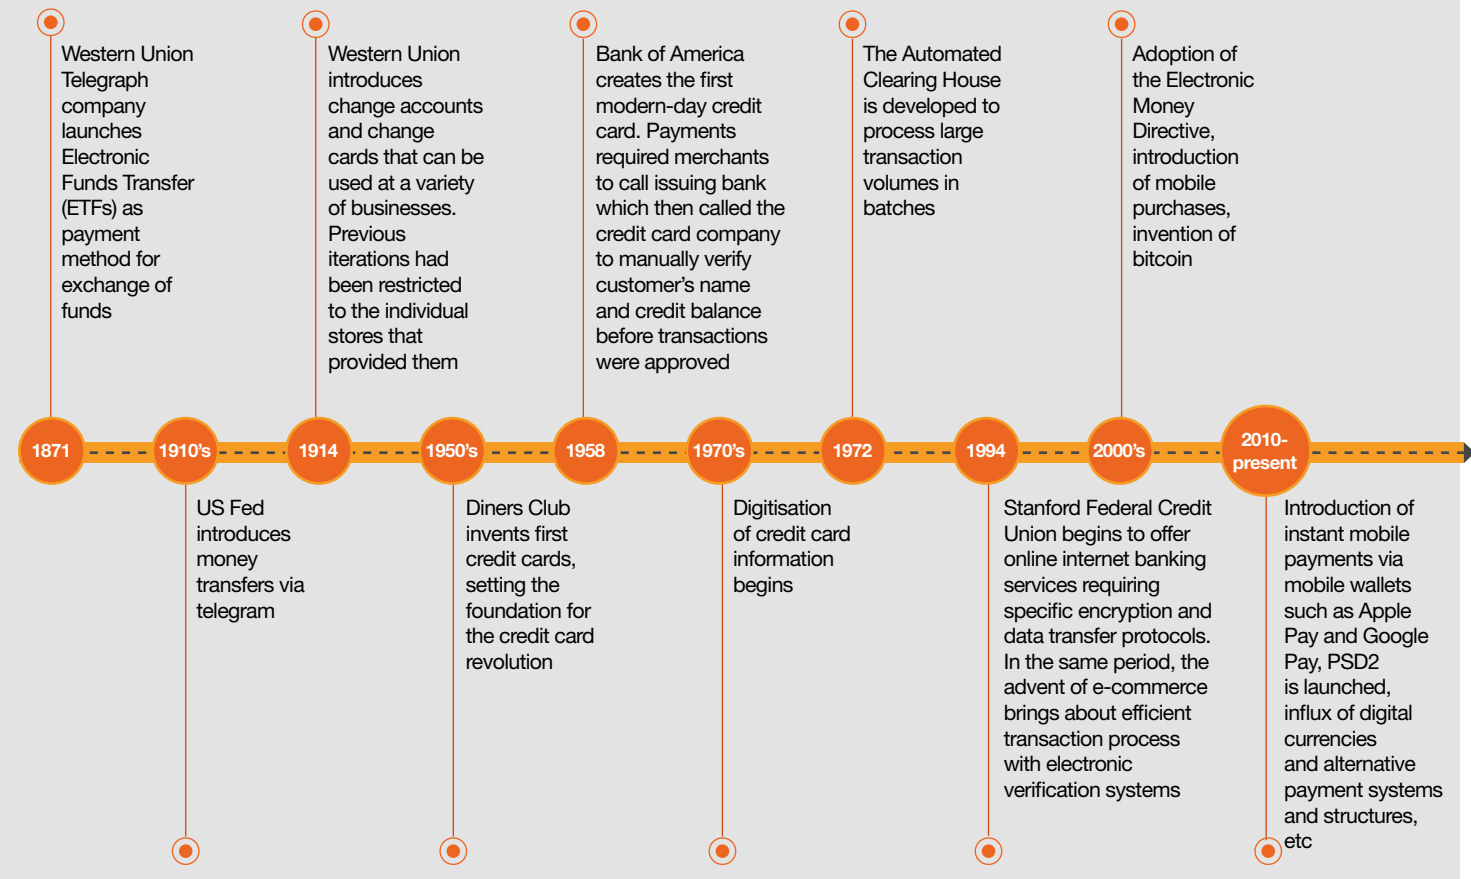 Western Union
Telegraph
company
launches
Electronic
Funds Transfer
(ETFs) as
payment
method for
exchange of
funds
Western Union
introduces
change accounts
and change
cards that can be
used at a variety
of businesses.
Previous
iterations had
been restricted
to the individual
stores that
provided them
Bank of America
creates the first
modern-day credit
card. Payments
required merchants
to call issuing bank
which then called the
credit card company
to manually verify
customer's name
and credit balance
before transactions
were approved
The Automated
Clearing House
is developed to
process large
transaction
volumes in
batches
Adoption of
the Electronic
Money
Directive,
introduction
of mobile
purchases,
invention of
bitcoin
1871
1910's
1914
1950's
1958
1970's
1972
1994
2000's
2010-
present
US Fed
introduces
money
transfers via
telegram
Diners Club
invents first
credit cards,
setting the
foundation for
the credit card
revolution
Digitisation
of credit card
information
begins
Stanford Federal Credit
Union begins to offer
online internet banking
services requiring
specific encryption and
data transfer protocols.
In the same period, the
advent of e-commerce
brings about efficient
transaction process
with electronic
verification systems
Introduction of
instant mobile
payments via
mobile wallets
such as Apple
Pay and Google
Pay, PSD2
is launched,
influx of digital
currencies
and alternative
payment systems
and structures,
etc